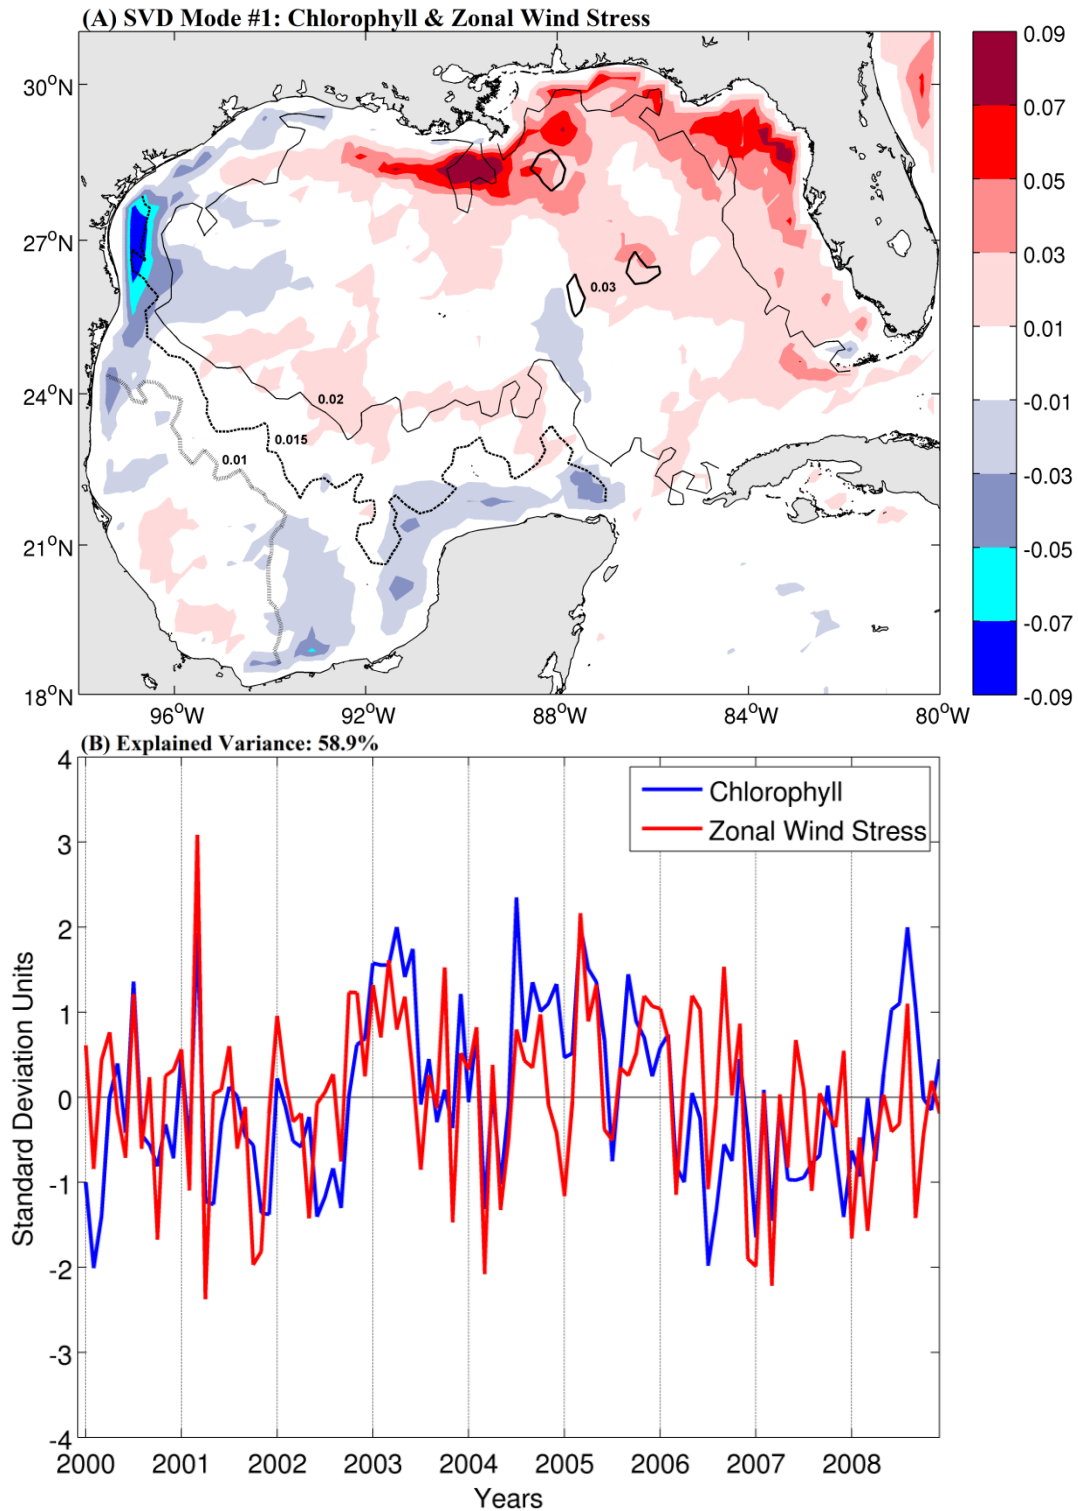 (A) SVD Mode #1: Chlorophyll & Zonal Wind Stress
30°N
27°N
24°N
21°N
18°N
96°W 92°W 88°W 84°W 80°W
0.03
0.02
0.015
0.01
0.09
0.07
0.05
0.03
0.01
-0.01
-0.03
-0.05
-0.07
-0.09
(B) Explained Variance: 58.9%
Chlorophyll
Zonal Wind Stress
Standard Deviation Units
4
3
2
1
0
-1
-2
-3
-4
2000 2001 2002 2003 2004 2005 2006 2007 2008
Years